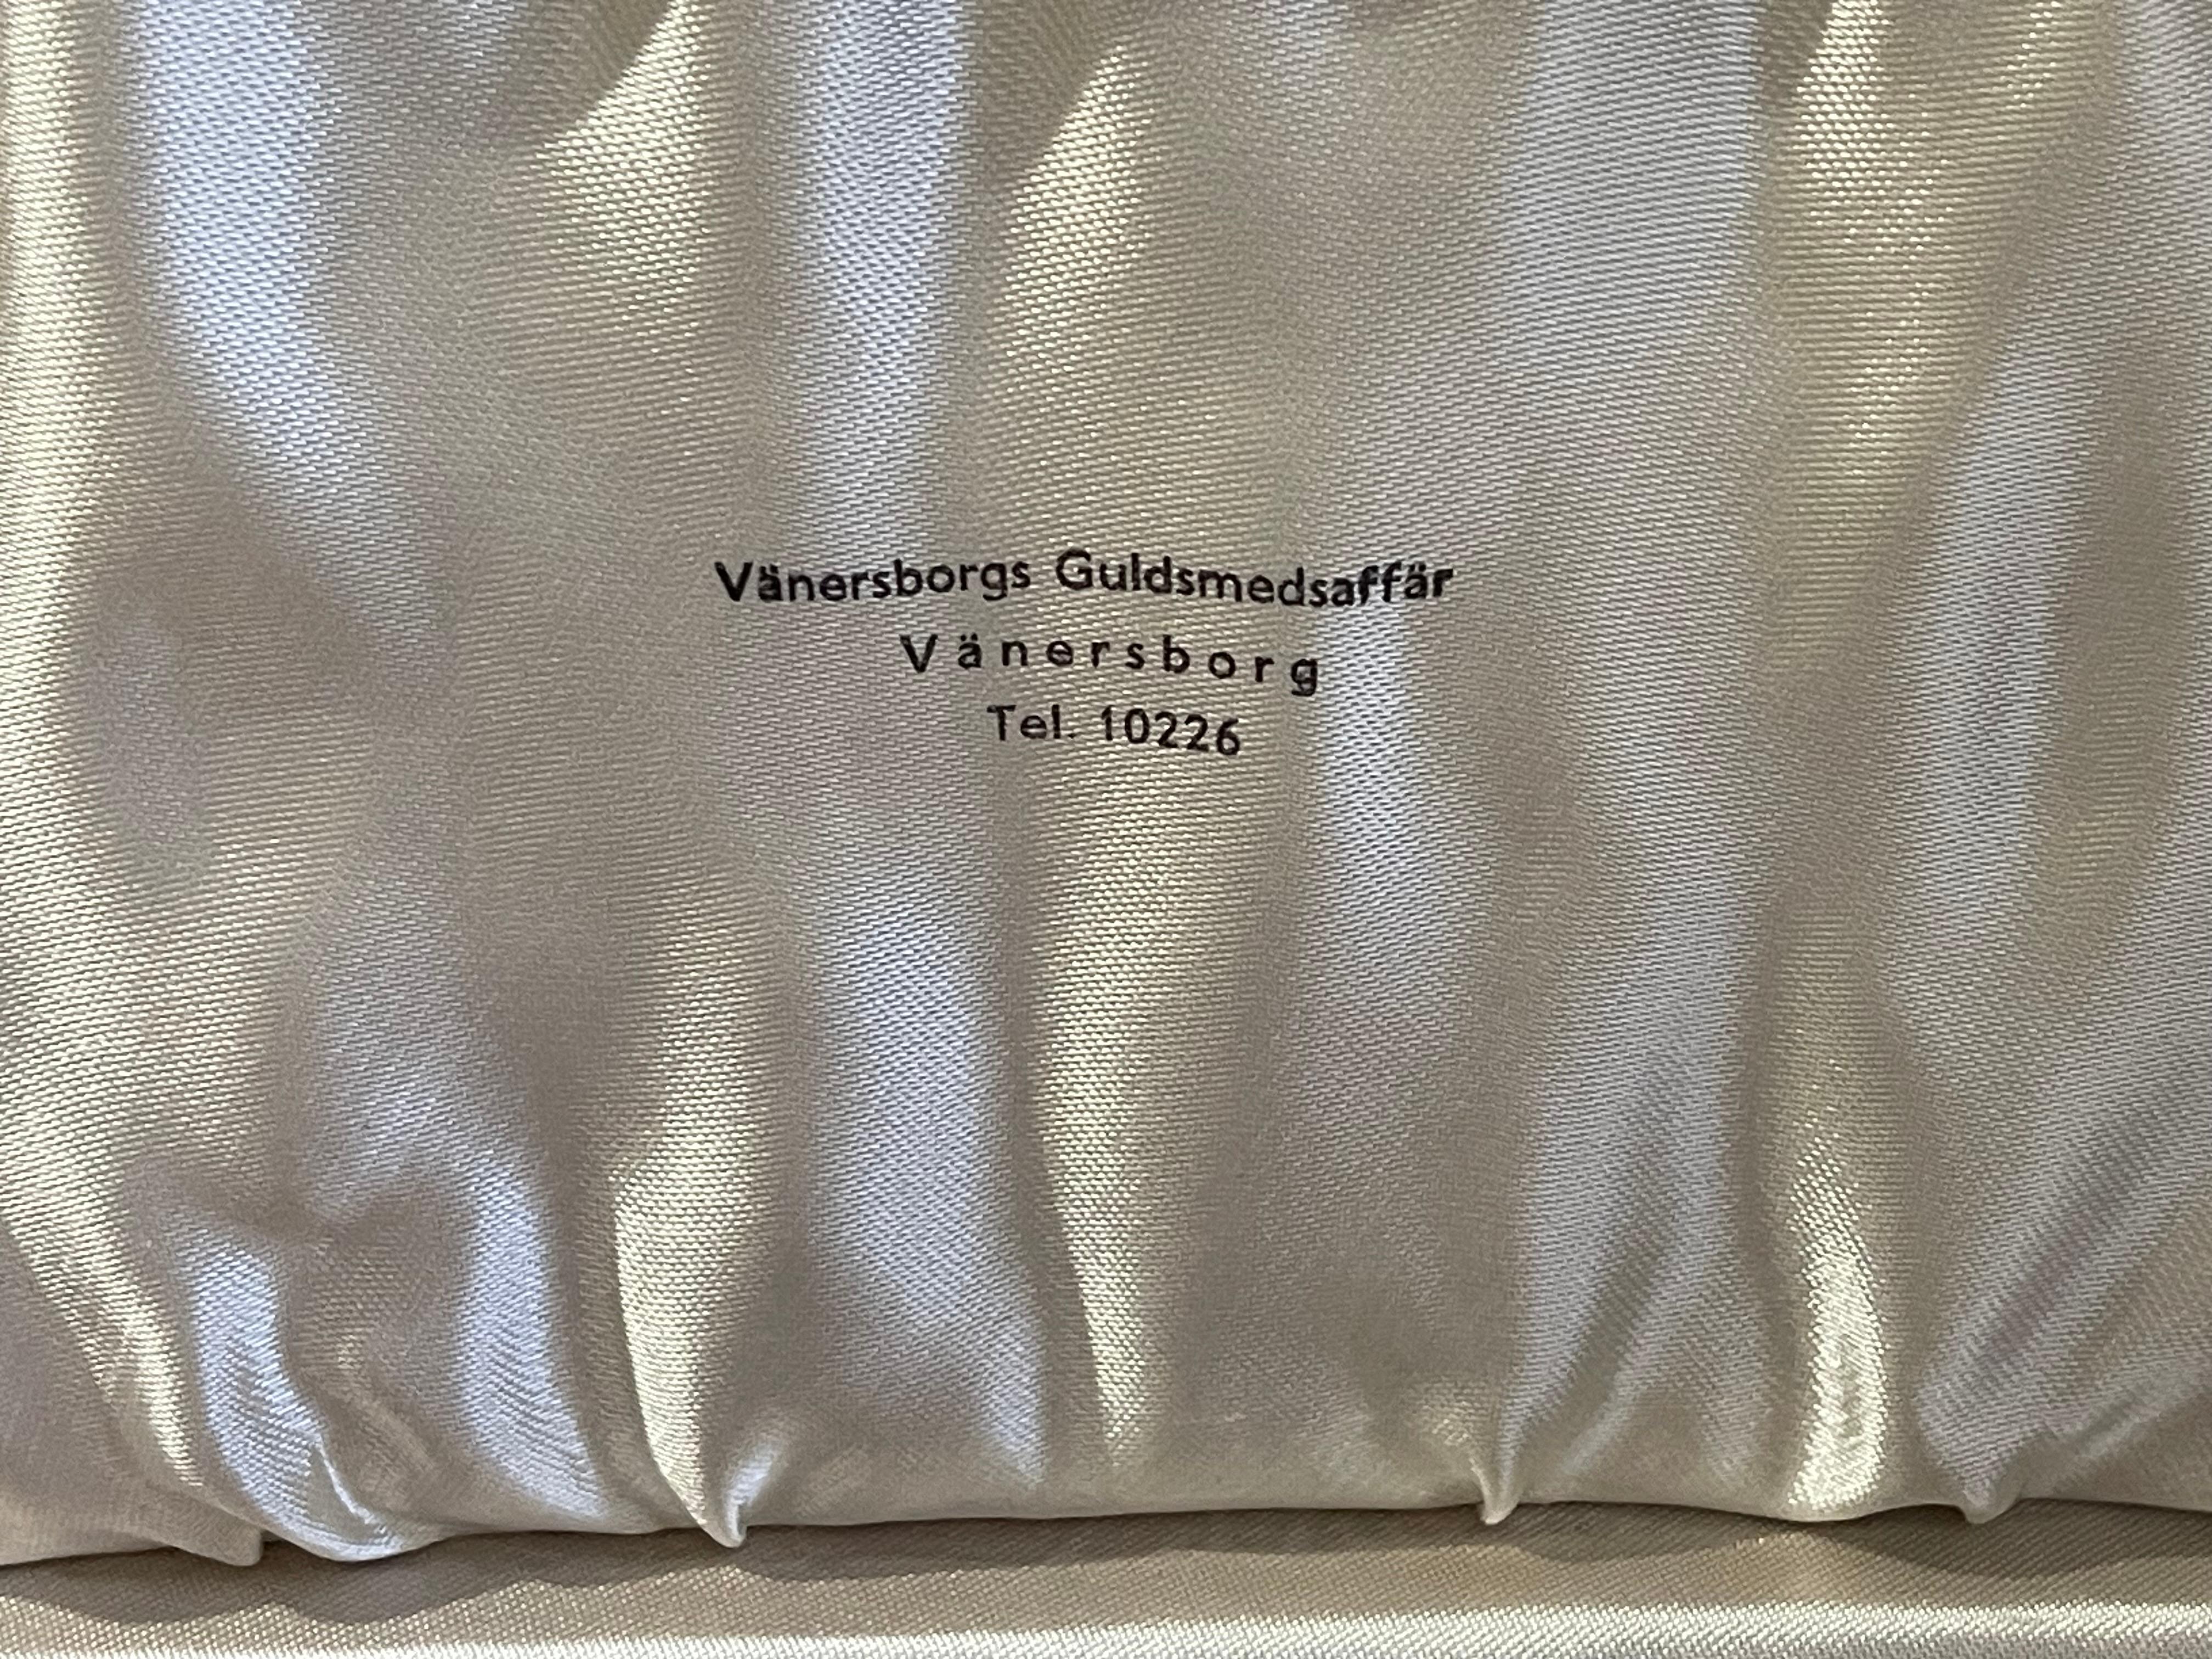 Vänersborgs Guldsmedsaffär
Vänersborg
Tel. 10226